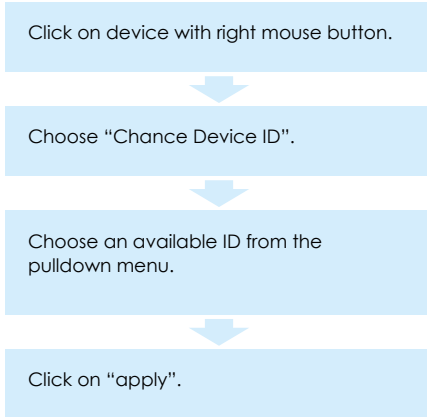 Click on device with right mouse button.
Choose “Chance Device ID”.
Choose an available ID from the
pulldown menu.
Click on “apply”.